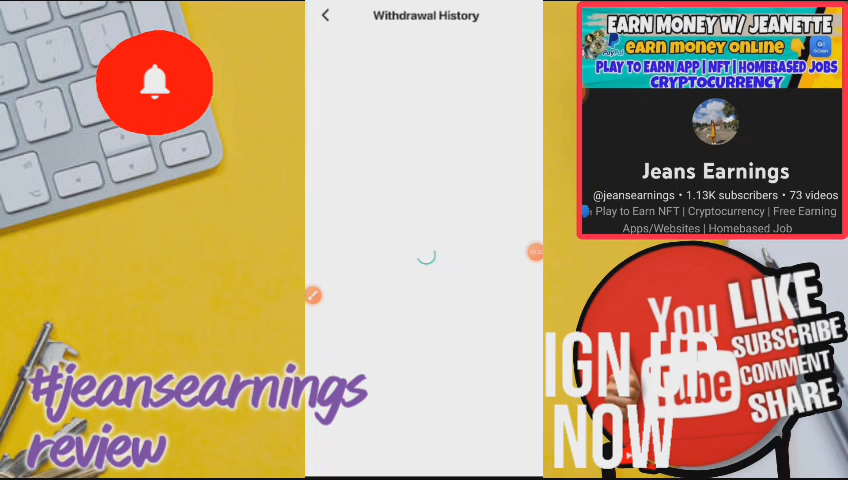 Withdrawal History
EARN MONEY W/ JEANETTE
earn money online
PLAY TO EARN APP | NFT | HOMEBASED JOBS
CRYPTOCURRENCY
Jeans Earnings
@jeansearnings • 1.13K subscribers • 73 videos
Play to Earn NFT | Cryptocurrency | Free Earning
Apps/Websites | Homebased Job
#jeansearnings
review
You
Tube
LIKE
SUBSCRIBE
COMMENT
SHARE
IGN UP
NOW